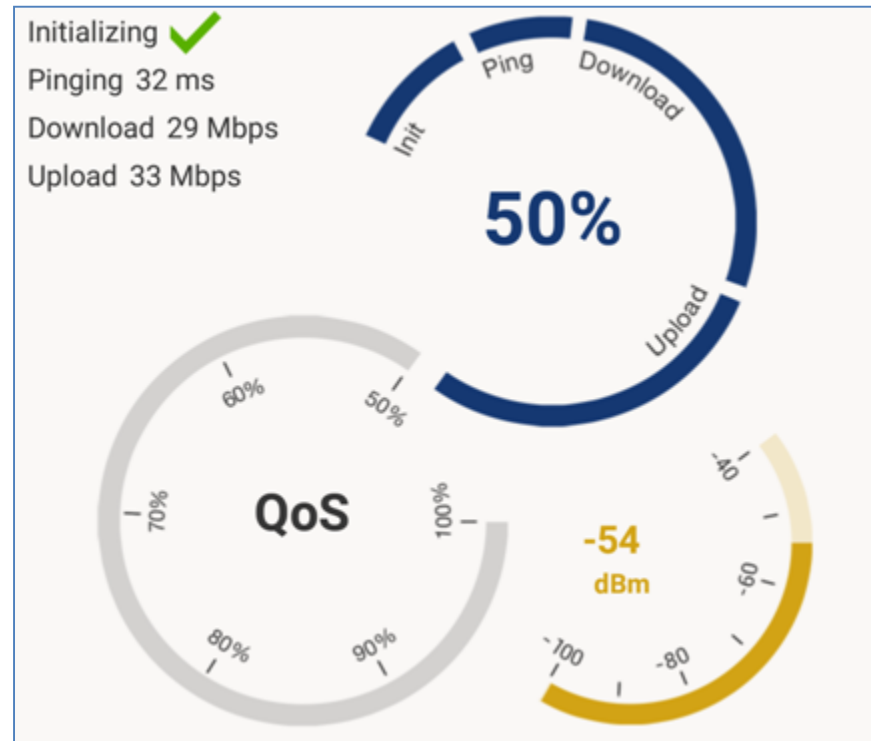 Initializing
Pinging 32 ms
Download 29 Mbps
Upload 33 Mbps
Init
Ping
Download
Upload
50%
50%
60%
70%
80%
90%
100%
QoS
-40
-60
-80
-100
-54
dBm